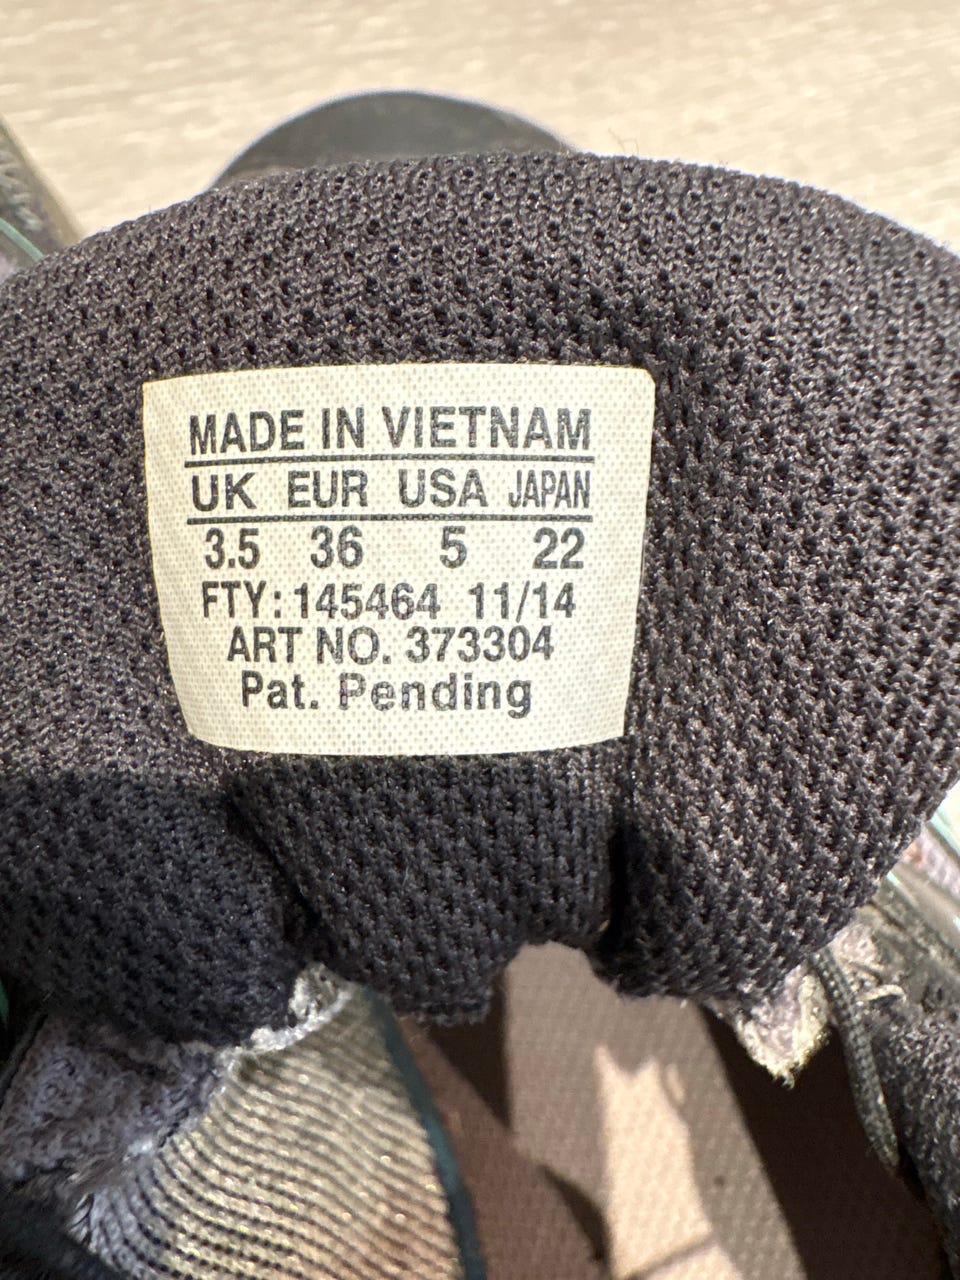 MADE IN VIETNAM
UK EUR USA JAPAN
3.5 36 5 22
FTY: 145464 11/14
ART NO. 373304
Pat. Pending